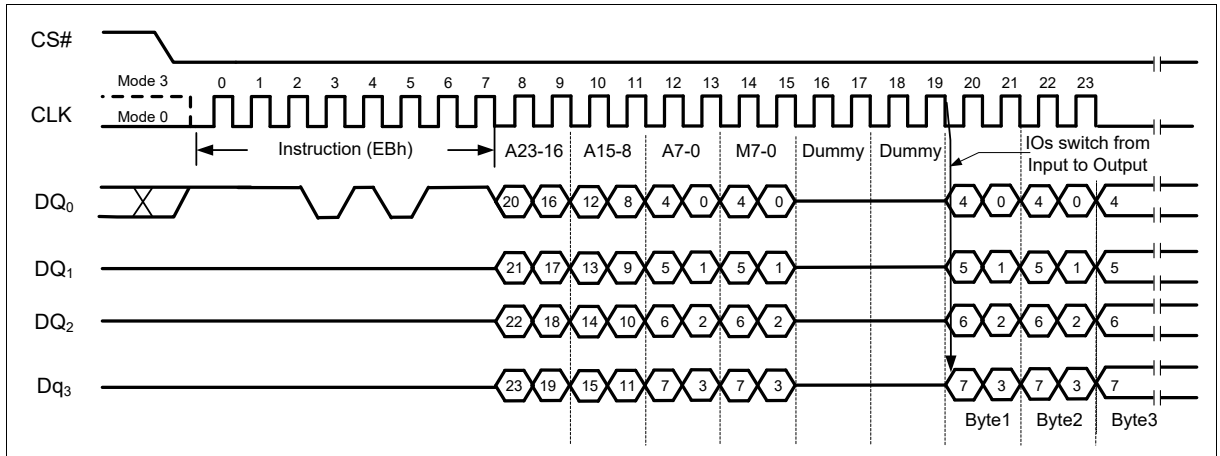 CS#
Mode 3
0 1 2 3 4 5 6 7 8 9 10 11 12 13 14 15 16 17 18 19 20 21 22 23
CLK
Mode 0
Instruction (EBh) A23-16 A15-8 A7-0 M7-0 Dummy Dummy
IOs switch from
Input to Output
DQ0 20 16 12 8 4 0 4 0 4 0 4 0 4
DQ1 21 17 13 9 5 1 5 1 5 1 5 1 5
DQ2 22 18 14 10 6 2 6 2 6 2 6 2 6
Dq3 23 19 15 11 7 3 7 3 7 3 7 3 7
Byte1 Byte2 Byte3